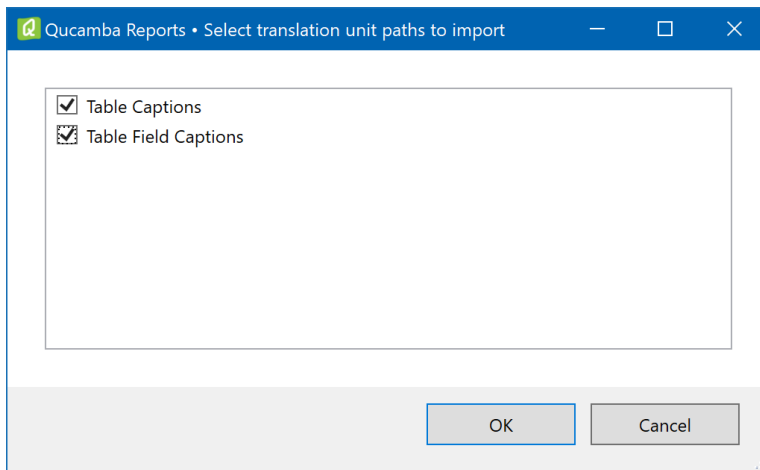 Qucamba Reports • Select translation unit paths to import
Table Captions
Table Field Captions
OK
Cancel